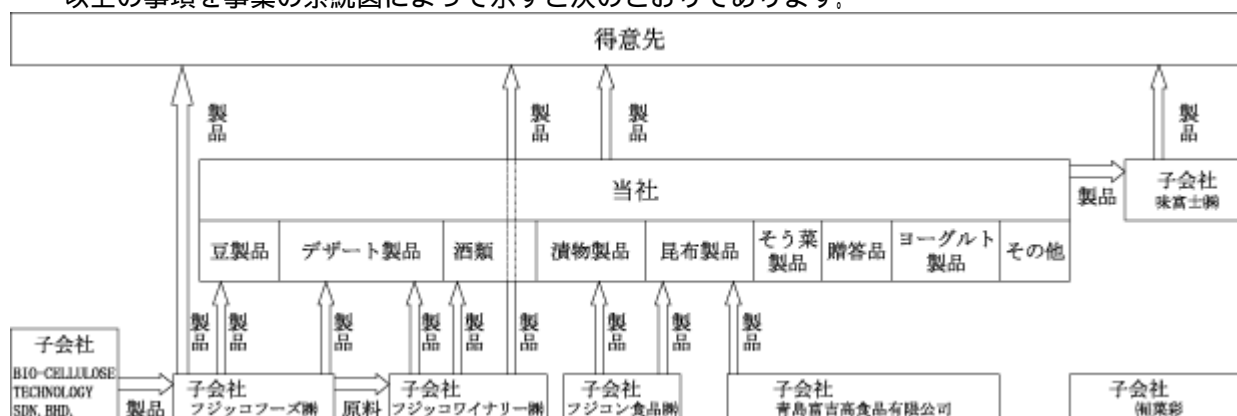 以上の事項を事業の系統図によって示すと次のとおりであります。
得意先
製品
製品
製品
製品
当社
製品
子会社
味富士㈱
豆製品
デザート製品
酒類
漬物製品
昆布製品
そう菜
製品
贈答品
ヨーグルト
製品
その他
製品
製品
製品
製品
製品
製品
製品
製品
製品
子会社
BIO-CELLULOSE
TECHNOLOGY
SDN. BHD.
製品
子会社
フジッコフーズ㈱
原料
子会社
フジッコワイナリー㈱
子会社
フジコン食品㈱
子会社
青島富吉高食品有限公司
子会社